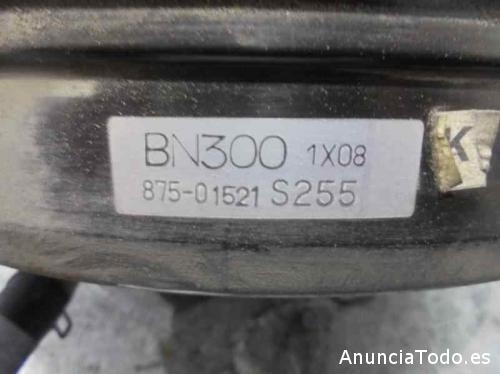 BN300 1X08
875-01521 S255
K
AnunciaTodo.es